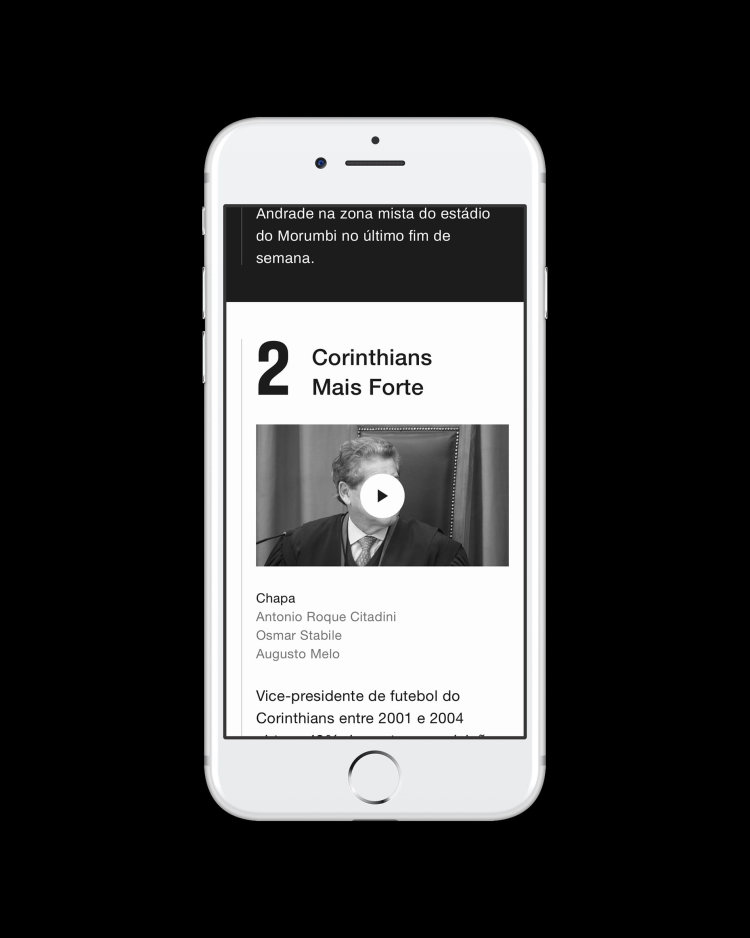 Andrade na zona mista do estádio
do Morumbi no último fim de
semana.
2
Corinthians
Mais Forte
Chapa
Antonio Roque Citadini
Osmar Stabile
Augusto Melo
Vice-presidente de futebol do
Corinthians entre 2001 e 2004